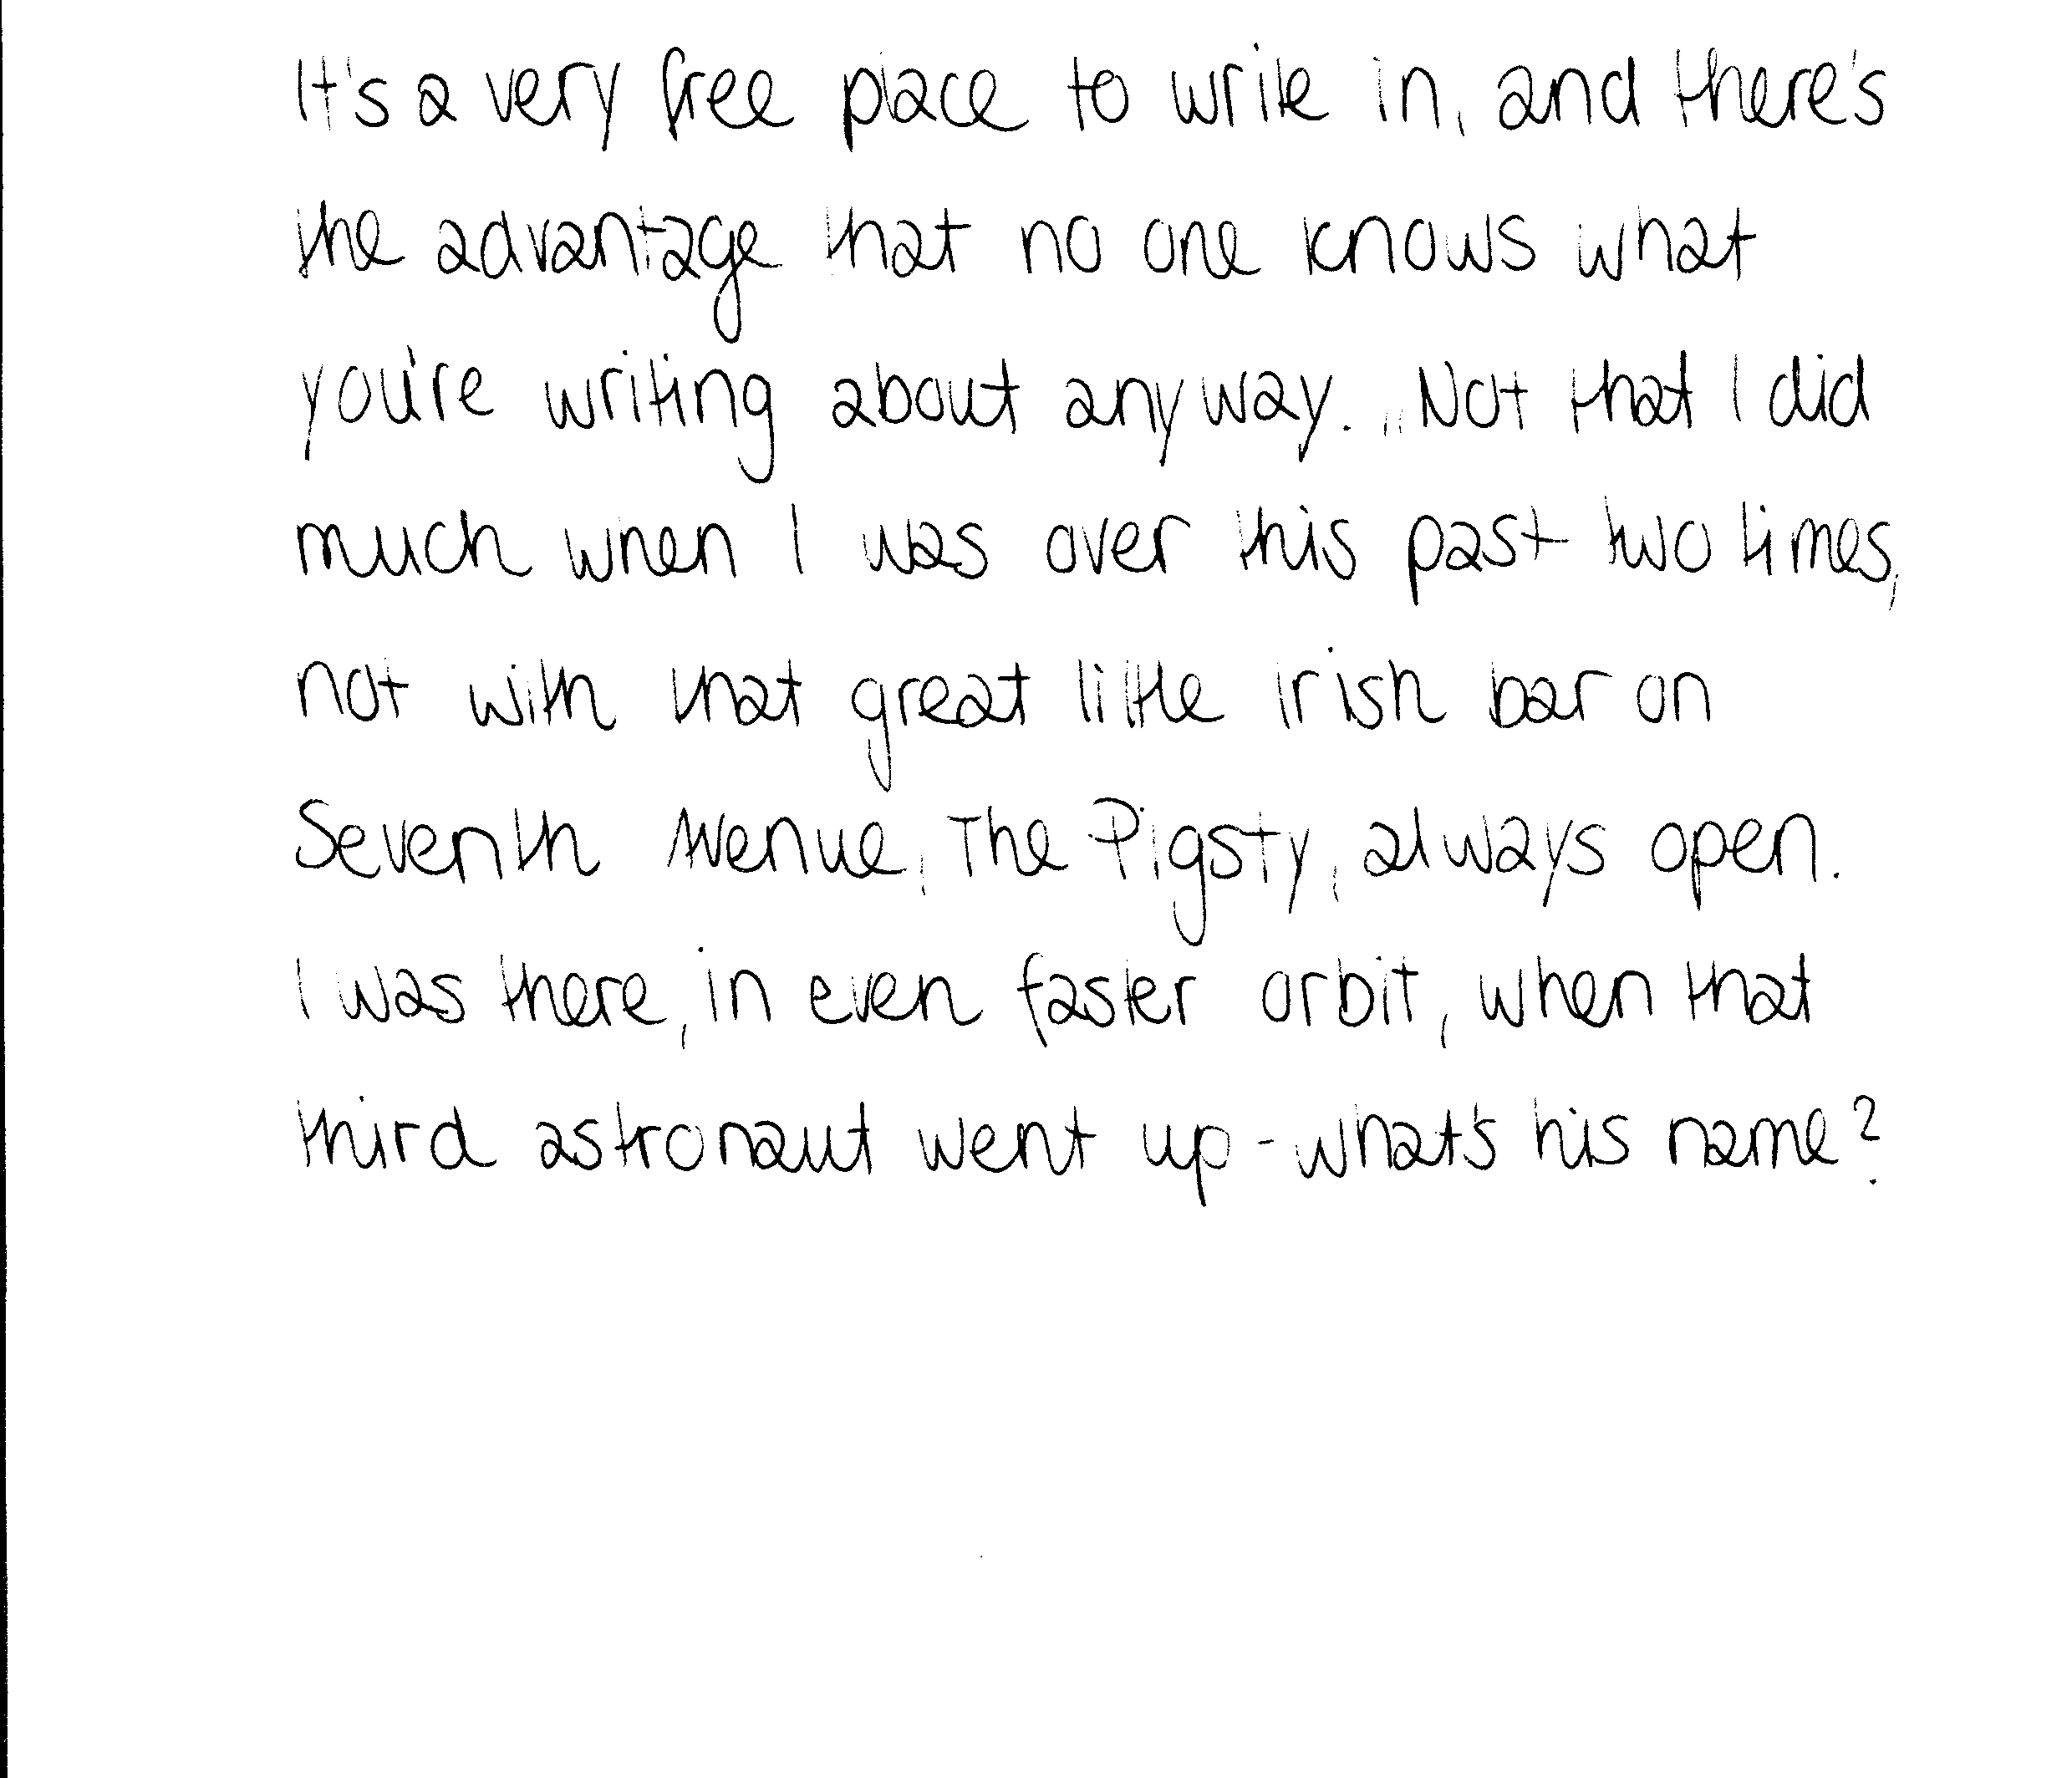 It's a very free place to write in, and there's
the advantage that no one knows what
you're writing about anyway. "Not that I did
much when I was over this past two times,
not with that great little Irish bar on
Seventh Avenue, The Pigsty, always open.
I was there, in even faster orbit, when that
third astronaut went up - what's his name?